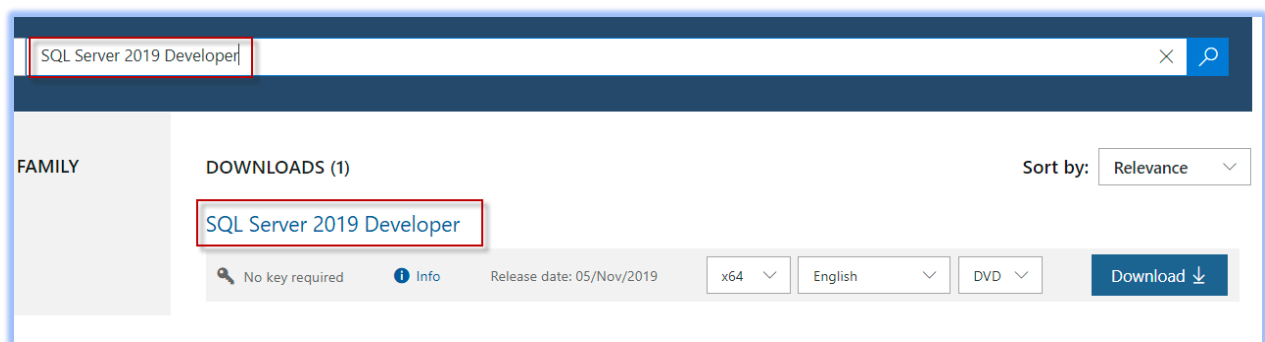 SQL Server 2019 Developer
FAMILY
DOWNLOADS (1)
Sort by: Relevance
SQL Server 2019 Developer
No key required Info Release date: 05/Nov/2019 x64 English DVD Download